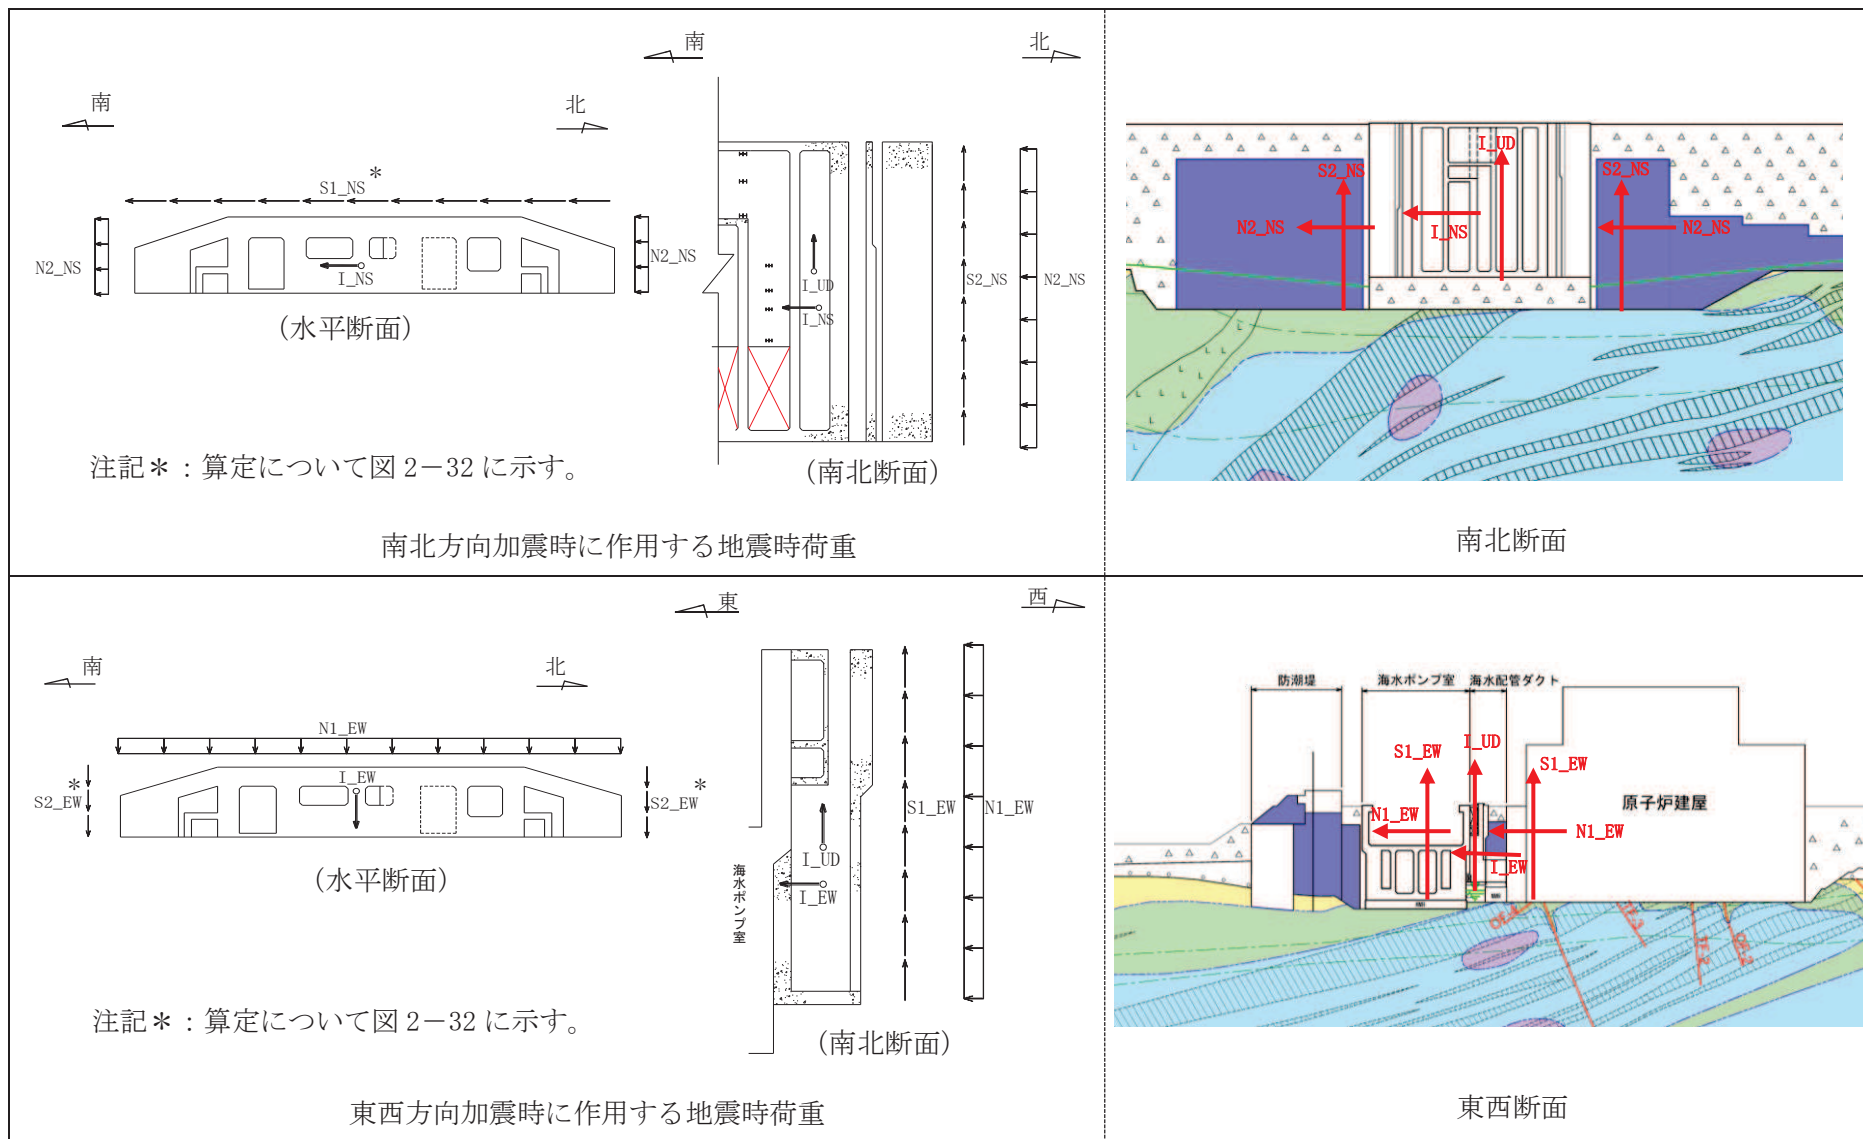 南
北
S1_NS*
N2_NS
N2_NS
I_NS
(水平断面)
注記＊：算定について図 2－32 に示す。
南
北
I_UD
I_NS
S2_NS
N2_NS
(南北断面)
南北方向加震時に作用する地震時荷重
I_UD
S2_NS
S2_NS
N2_NS
I_NS
N2_NS
南北断面
南
北
N1_EW
I_EW
*
S2_EW
*
S2_EW
(水平断面)
注記＊：算定について図 2－32 に示す。
東
西
S1_EW
N1_EW
I_UD
I_EW
海水ポンプ室
(南北断面)
東西方向加震時に作用する地震時荷重
防潮堤
海水ポンプ室
海水配管ダクト
I_UD
S1_EW
S1_EW
原子炉建屋
N1_EW
N1_EW
I_EW
TF-3
TF-2
OF-2
東西断面